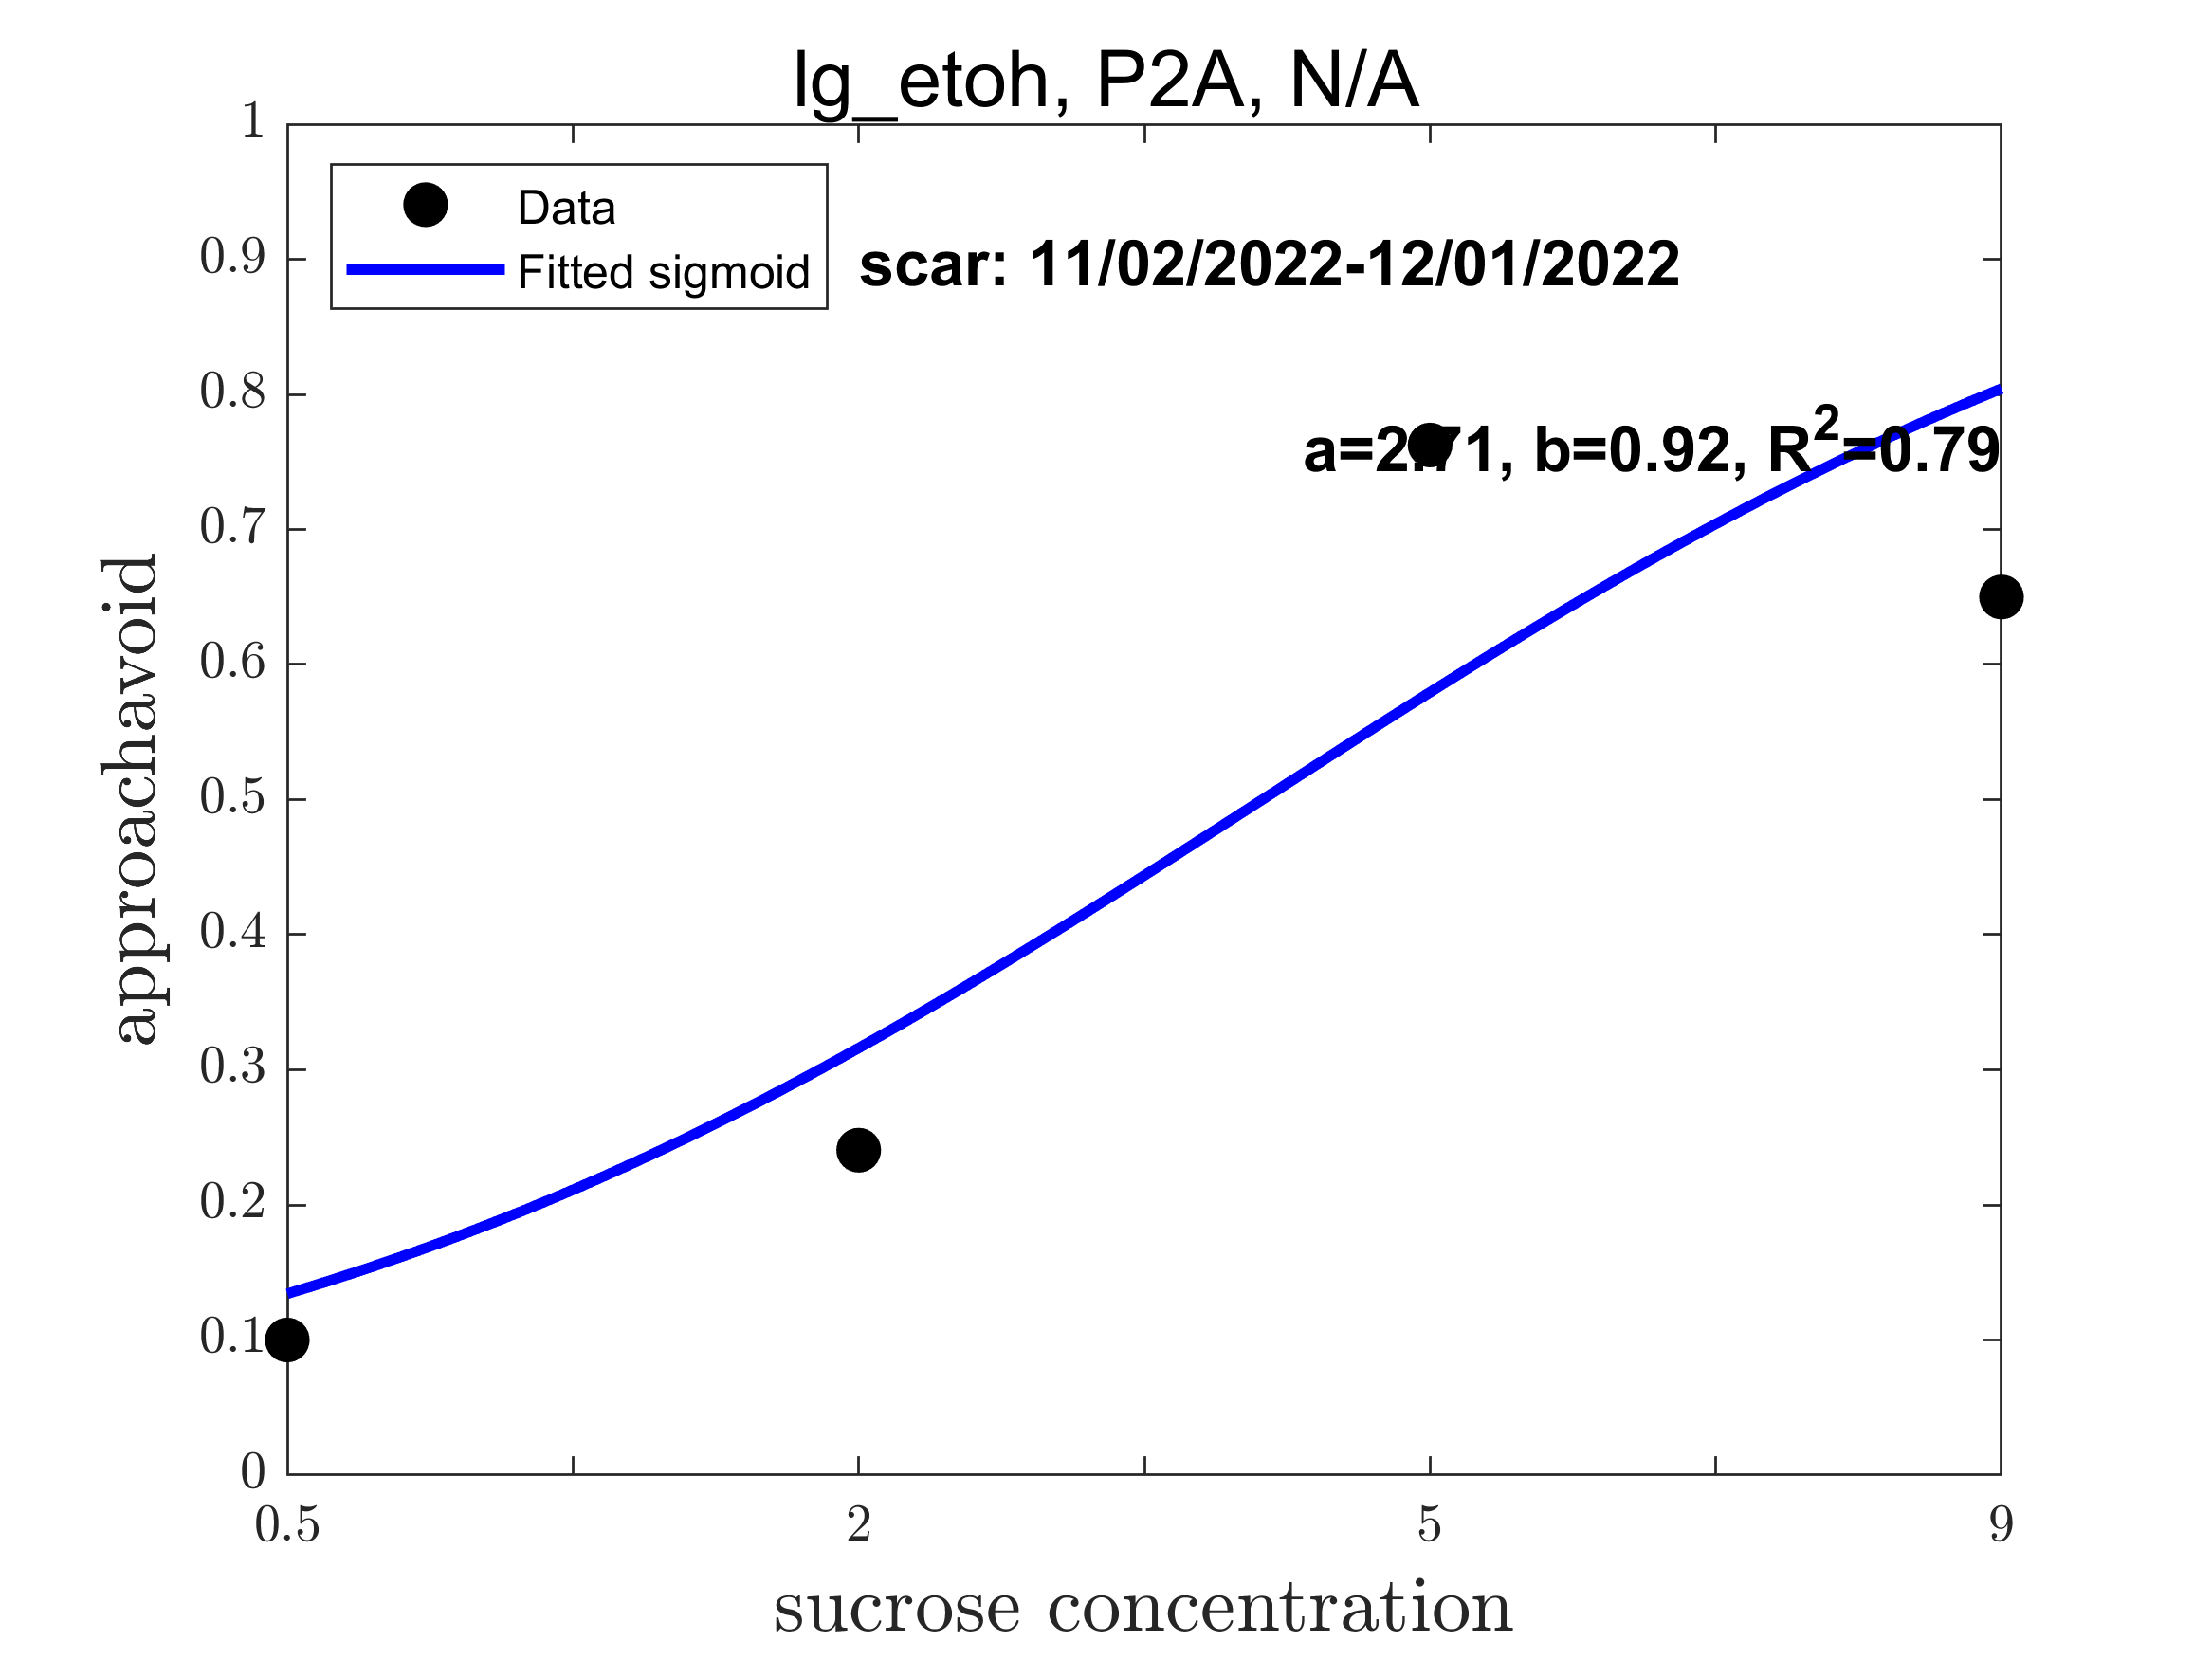 lg_etoh, P2A, N/A
1
0.9
0.8
0.7
0.6
0.5
0.4
0.3
0.2
0.1
0
Data
Fitted sigmoid
scar: 11/02/2022-12/01/2022
a=2.71, b=0.92, R²=0.79
approachavoid
0.5 2 5 9
sucrose concentration